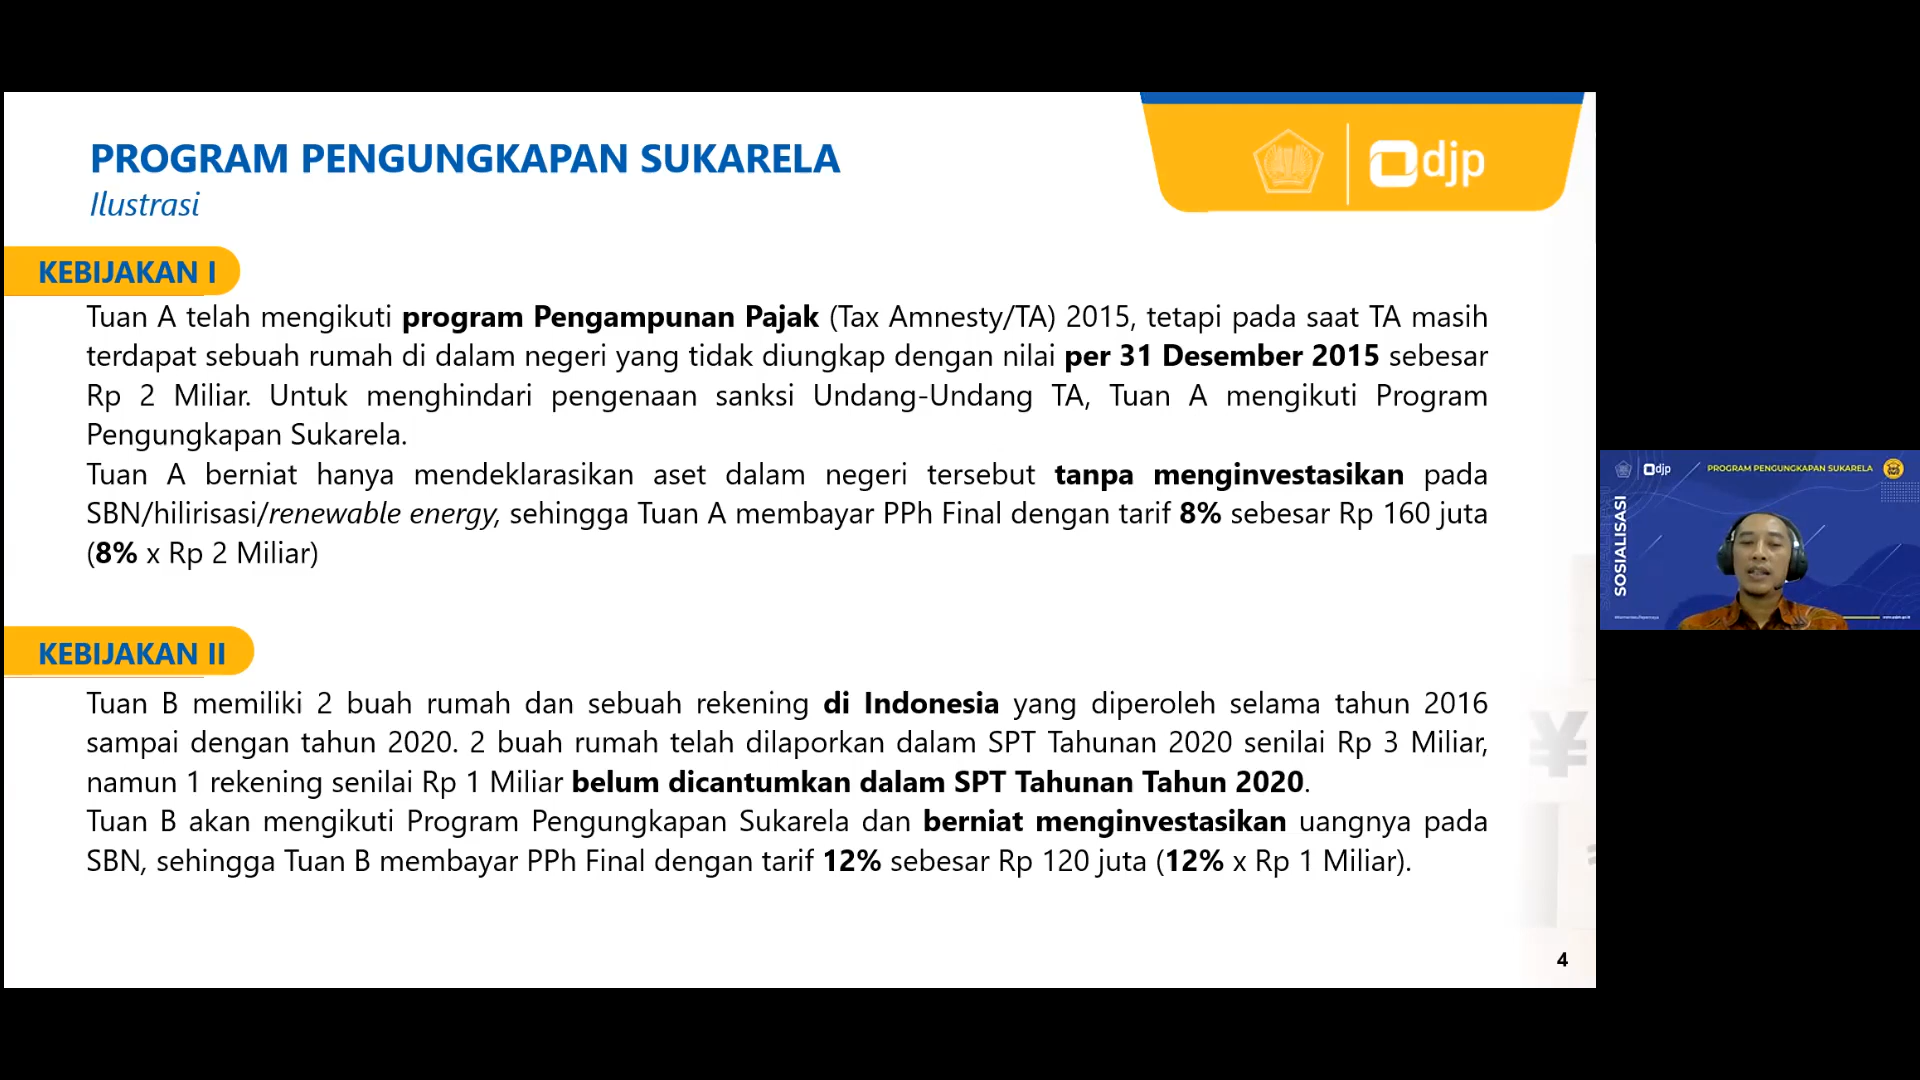 PROGRAM PENGUNGKAPAN SUKARELA
Ilustrasi
djp
KEBIJAKAN I
Tuan A telah mengikuti program Pengampunan Pajak (Tax Amnesty/TA) 2015, tetapi pada saat TA masih
terdapat sebuah rumah di dalam negeri yang tidak diungkap dengan nilai per 31 Desember 2015 sebesar
Rp 2 Miliar. Untuk menghindari pengenaan sanksi Undang-Undang TA, Tuan A mengikuti Program
Pengungkapan Sukarela.
Tuan A berniat hanya mendeklarasikan aset dalam negeri tersebut tanpa menginvestasikan pada
SBN/hilirisasi/renewable energy, sehingga Tuan A membayar PPh Final dengan tarif 8% sebesar Rp 160 juta
(8% x Rp 2 Miliar)
KEBIJAKAN II
Tuan B memiliki 2 buah rumah dan sebuah rekening di Indonesia yang diperoleh selama tahun 2016
sampai dengan tahun 2020. 2 buah rumah telah dilaporkan dalam SPT Tahunan 2020 senilai Rp 3 Miliar,
namun 1 rekening senilai Rp 1 Miliar belum dicantumkan dalam SPT Tahunan Tahun 2020.
Tuan B akan mengikuti Program Pengungkapan Sukarela dan berniat menginvestasikan uangnya pada
SBN, sehingga Tuan B membayar PPh Final dengan tarif 12% sebesar Rp 120 juta (12% x Rp 1 Miliar).
4
djp
PROGRAM PENGUNGKAPAN SUKARELA
SOSIALISASI